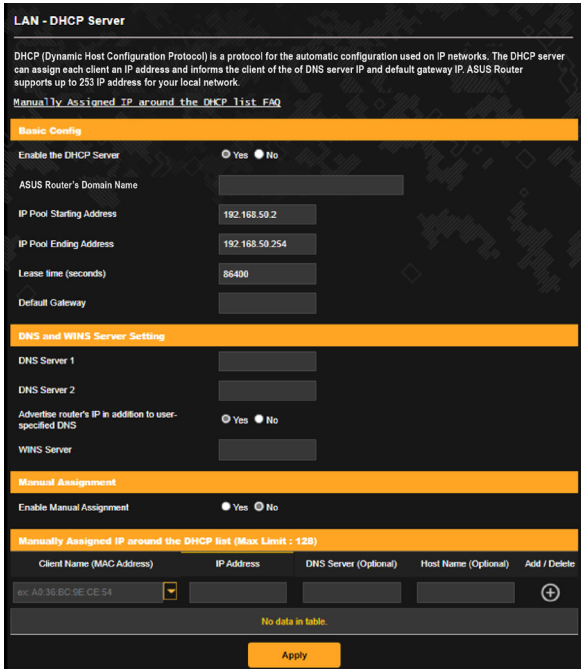 LAN - DHCP Server
DHCP (Dynamic Host Configuration Protocol) is a protocol for the automatic configuration used on IP networks. The DHCP server
can assign each client an IP address and informs the client of the of DNS server IP and default gateway IP. ASUS Router
supports up to 253 IP address for your local network.
Manually Assigned IP around the DHCP list FAQ
Basic Config
Enable the DHCP Server Yes No
ASUS Router's Domain Name
IP Pool Starting Address 192.168.50.2
IP Pool Ending Address 192.168.50.254
Lease time (seconds) 86400
Default Gateway
DNS and WINS Server Setting
DNS Server 1
DNS Server 2
Advertise router's IP in addition to user-
specified DNS Yes No
WINS Server
Manual Assignment
Enable Manual Assignment Yes No
Manually Assigned IP around the DHCP list (Max Limit : 128)
Client Name (MAC Address) IP Address DNS Server (Optional) Host Name (Optional) Add / Delete
ex: A0:36:BC:9E:CE:54
No data in table.
Apply